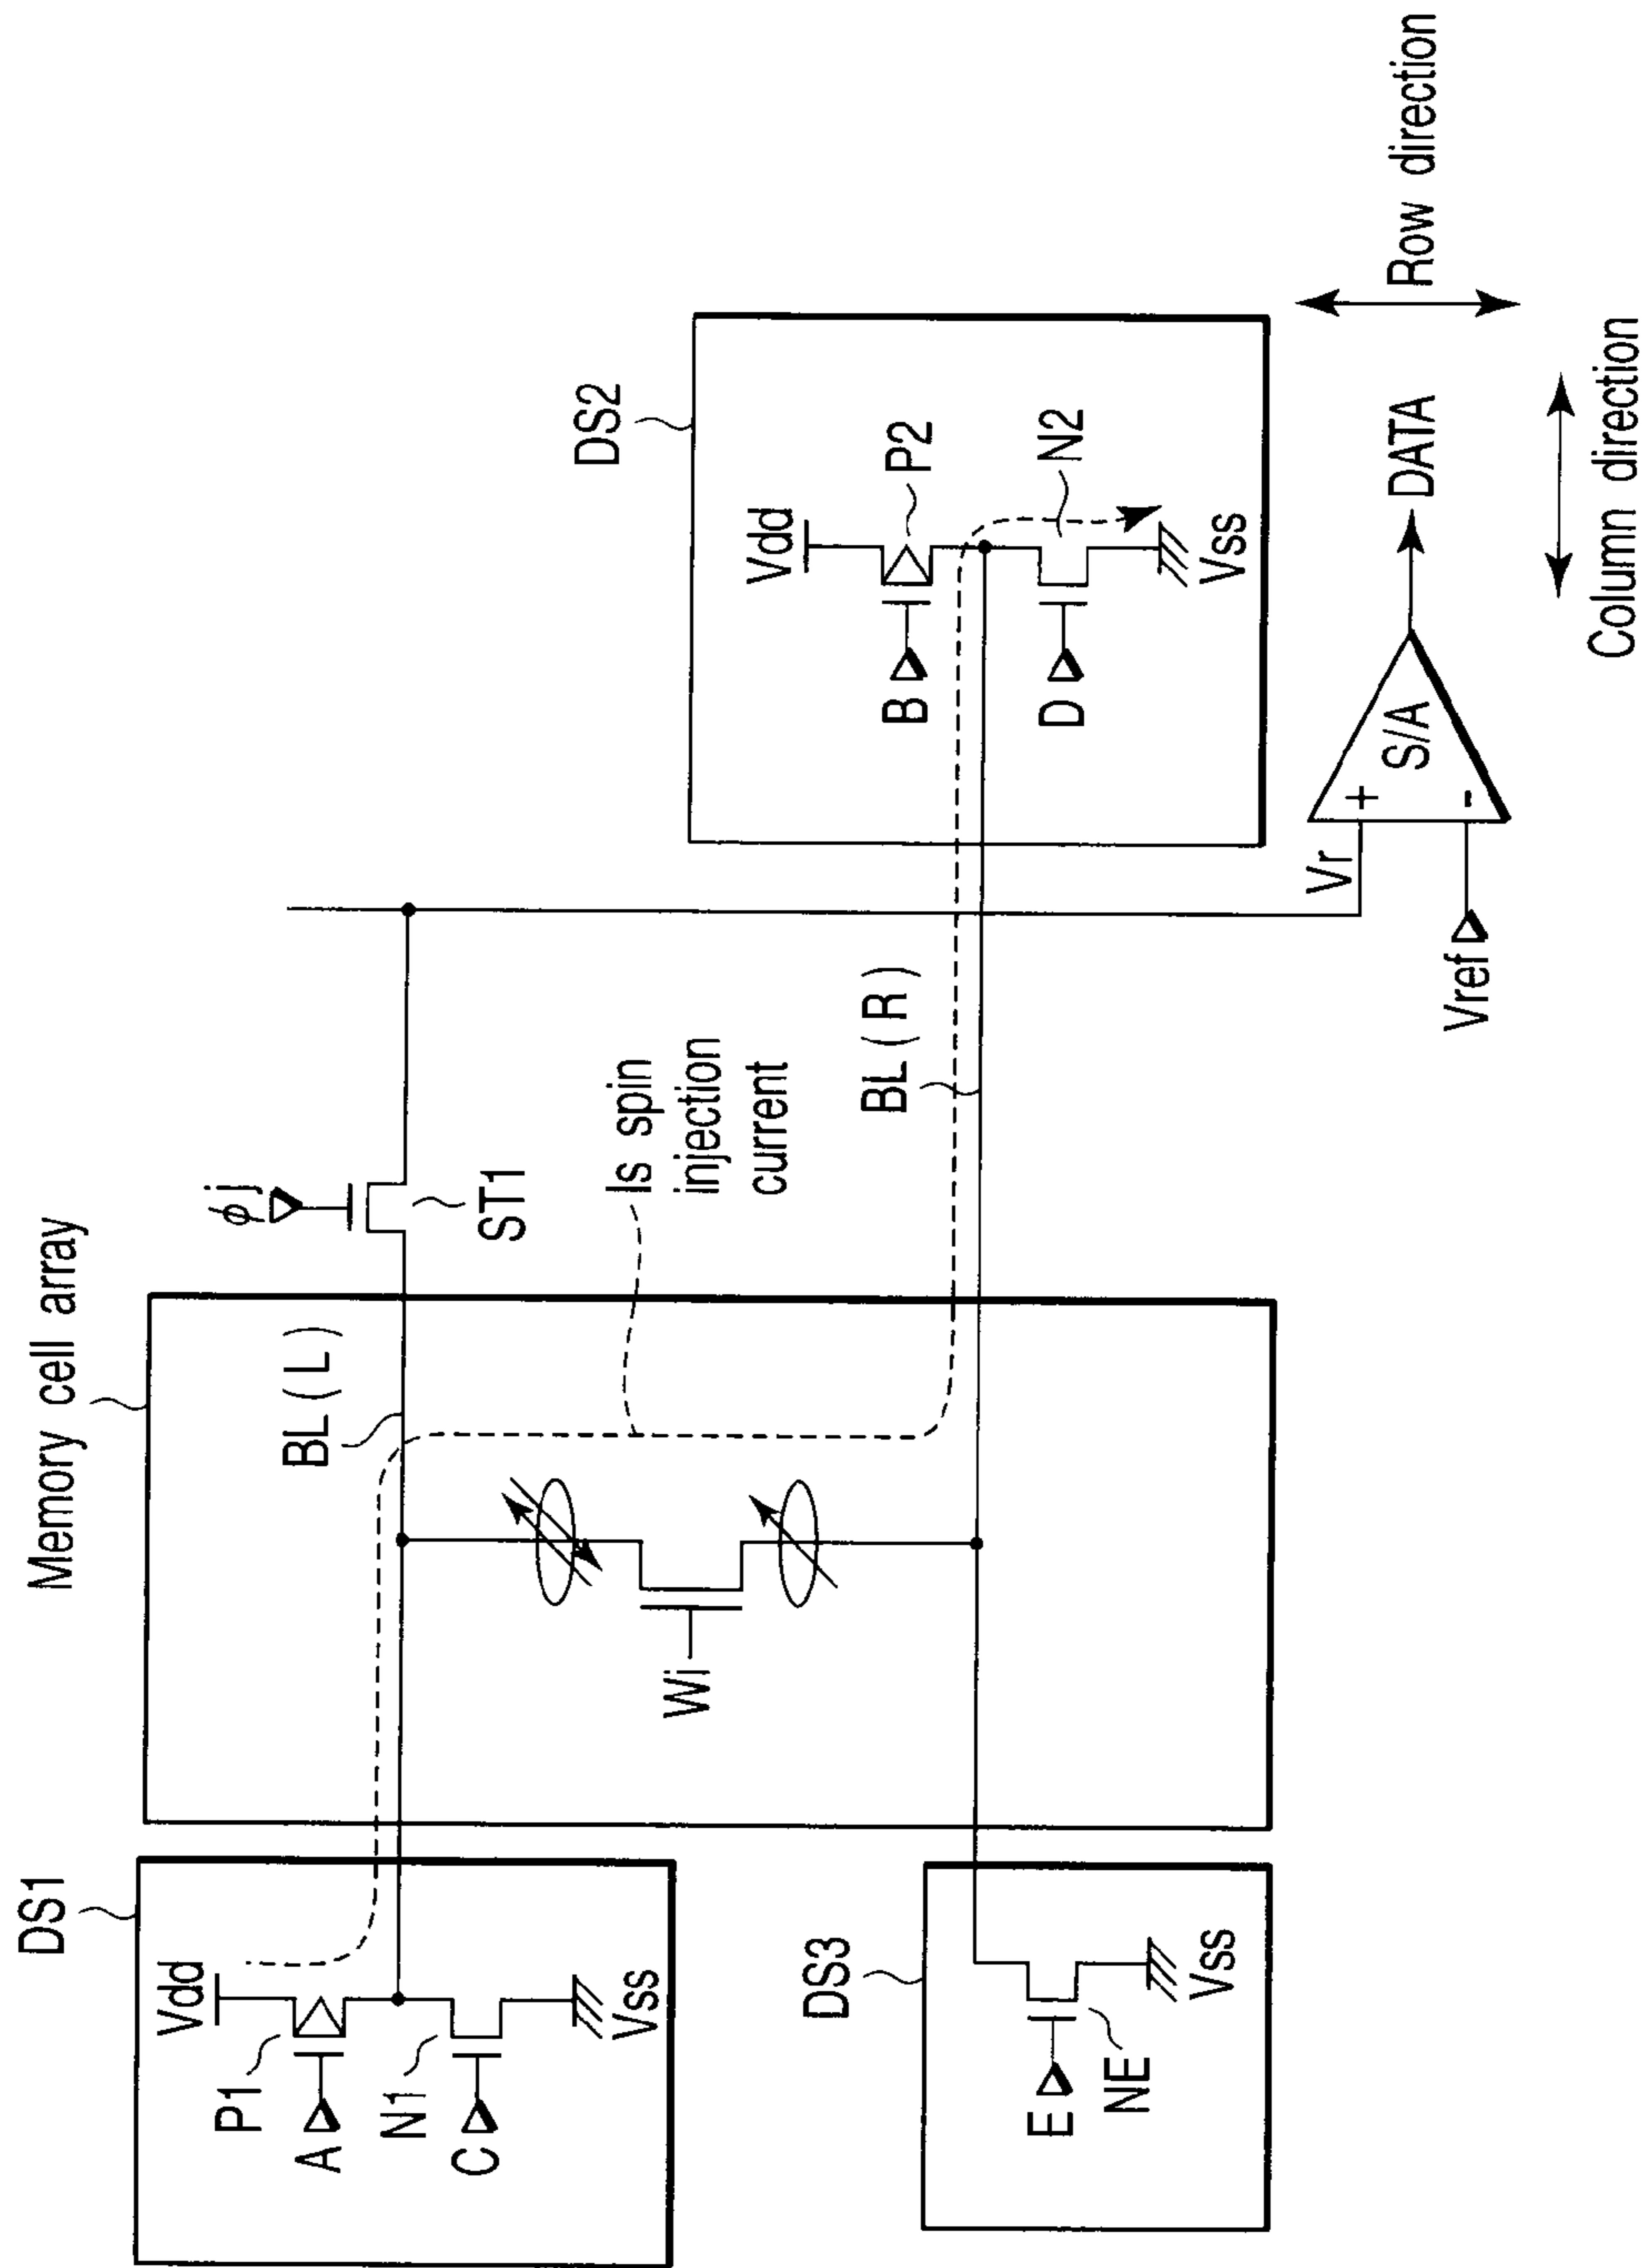 Memory cell array
DS1
Vdd
P1
A
N1
C
Vss
BL(L)
φj
ST1
Is spin
injection
current
Wi
BL(R)
DS2
Vdd
B
P2
D
N2
Vss
DS3
E
NE
Vss
Vr
Vref
+
-
S/A
DATA
Row direction
Column direction